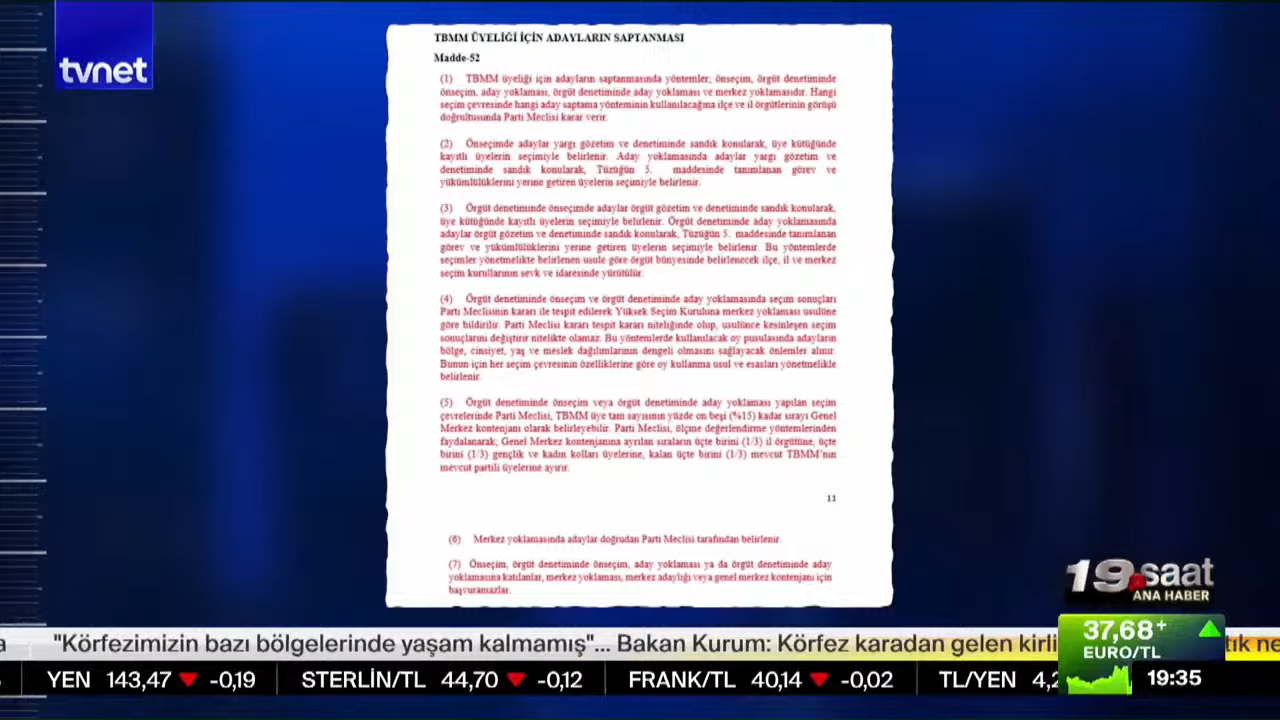 tvnet
TBMM ÜYELİĞİ İÇİN ADAYLARIN SAPTANMASI
Madde-52
(1) TBMM üyeliği için adayların saptanmasında yöntemler; önseçim, örgüt denetiminde
önseçim, aday yoklaması, örgüt denetiminde aday yoklaması ve merkez yoklamasıdır. Hangi
seçim çevresinde hangi aday saptama yönteminin kullanılacağına ilçe ve il örgütlerinin görüşü
doğrultusunda Parti Meclisi karar verir.
(2) Önseçimde adaylar yargı gözetim ve denetiminde sandık konularak, üye kütüğünde
kayıtlı üyelerin seçimiyle belirlenir. Aday yoklamasında adaylar yargı gözetim ve
denetiminde sandık konularak, Tüzüğün 5. maddesinde tanımlanan görev ve
yükümlülüklerini yerine getiren üyelerin seçimiyle belirlenir.
(3) Örgüt denetiminde önseçimde adaylar örgüt gözetim ve denetiminde sandık konularak,
üye kütüğünde kayıtlı üyelerin seçimiyle belirlenir. Örgüt denetiminde aday yoklamasında
adaylar örgüt gözetim ve denetiminde sandık konularak, Tüzüğün 5. maddesinde tanımlanan
görev ve yükümlülüklerini yerine getiren üyelerin seçimiyle belirlenir. Bu yöntemlerde
seçimler yönetmelikte belirlenen usule göre örgüt bünyesinde belirlenecek ilçe, il ve merkez
seçim kurullarının sevk ve idaresinde yürütülür.
(4) Örgüt denetiminde önseçim ve örgüt denetiminde aday yoklamasında seçim sonuçları
Parti Meclisinin kararı ile tespit edilerek Yüksek Seçim Kuruluna merkez yoklaması usulüne
göre bildirilir. Parti Meclisi kararı tespit kararı niteliğinde olup, usulünce kesinleşen seçim
sonuçlarını değiştirir nitelikte olamaz. Bu yöntemlerde kullanılacak oy pusulasında adayların
bölge, cinsiyet, yaş ve meslek dağılımlarının dengeli olmasını sağlayacak önlemler alınır.
Bunun için her seçim çevresinin özelliklerine göre oy kullanma usul ve esasları yönetmelikle
belirlenir.
(5) Örgüt denetiminde önseçim veya örgüt denetiminde aday yoklaması yapılan seçim
çevrelerinde Parti Meclisi, TBMM üye tam sayısının yüzde on beşi (%15) kadar sırayı Genel
Merkez kontenjanı olarak belirleyebilir. Parti Meclisi, ölçme değerlendirme yöntemlerinden
faydalanarak; Genel Merkez kontenjanına ayrılan sıraların üçte birini (1/3) il örgütüne, üçte
birini (1/3) gençlik ve kadın kolları üyelerine, kalan üçte birini (1/3) mevcut TBMM'nin
mevcut partili üyelerine ayırır.
11
(6) Merkez yoklamasında adaylar doğrudan Parti Meclisi tarafından belirlenir.
(7) Önseçim, örgüt denetiminde önseçim, aday yoklaması ya da örgüt denetiminde aday
yoklamasına katılanlar, merkez yoklaması, merkez adaylığı veya genel merkez kontenjanı için
başvuramazlar.
19 saat
ANA HABER
37,68+
EURO/TL
a "Körfezimizin bazı bölgelerinde yaşam kalmamış"... Bakan Kurum: Körfez karadan gelen kirli tık ne
YEN 143,47 -0,19 STERLİN/TL 44,70 -0,12 FRANK/TL 40,14 -0,02 TL/YEN 4,2 19:35